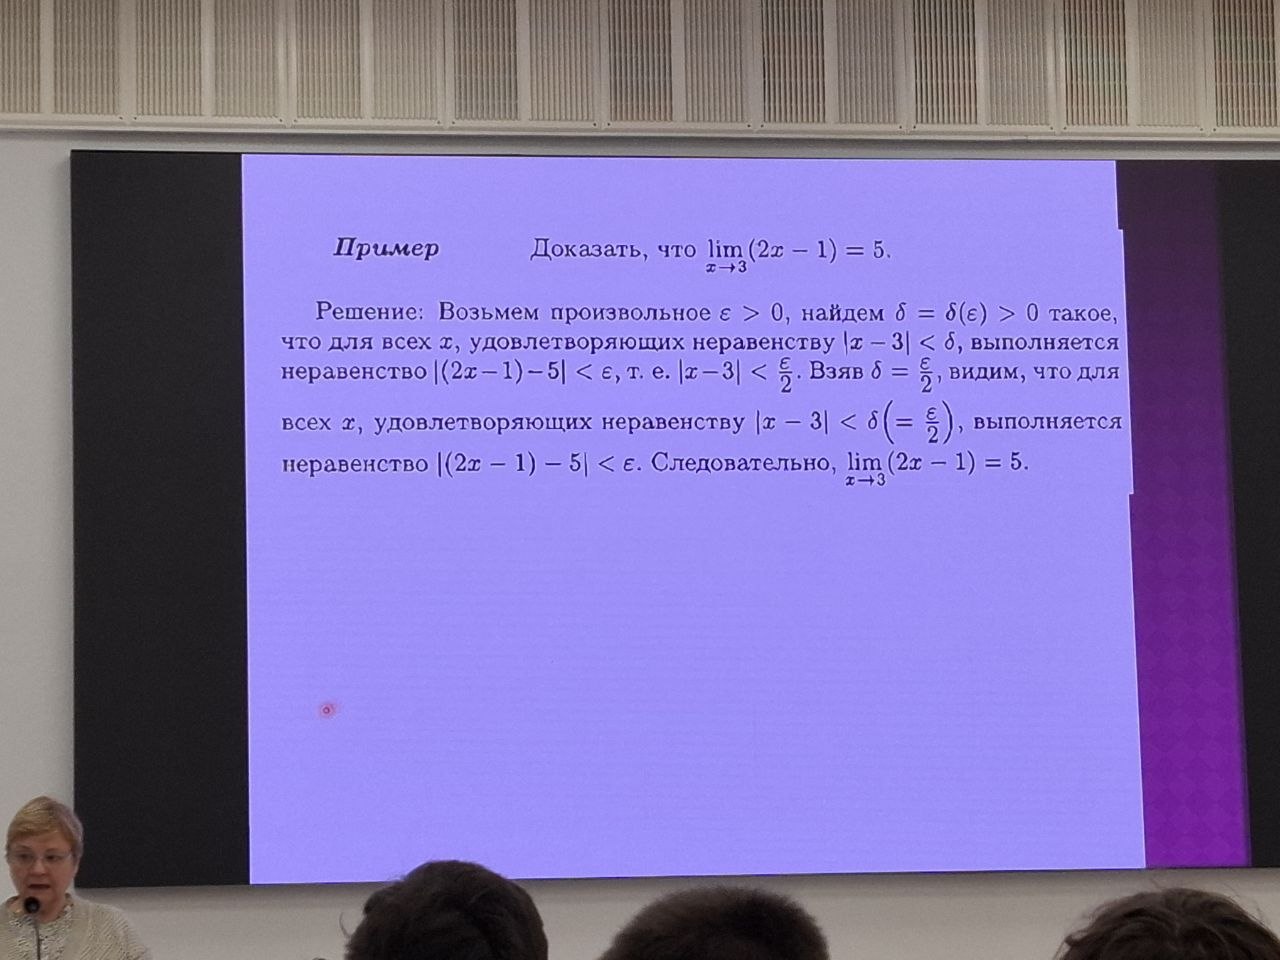 Пример Доказать, что lim (2x − 1) = 5.
x→3
Решение: Возьмем произвольное ε > 0, найдем δ = δ(ε) > 0 такое,
что для всех x, удовлетворяющих неравенству |x − 3| < δ, выполняется
неравенство |(2x−1)−5| < ε, т. е. |x−3| < ε/2. Взяв δ = ε/2, видим, что для
всех x, удовлетворяющих неравенству |x − 3| < δ(= ε/2), выполняется
неравенство |(2x − 1) − 5| < ε. Следовательно, lim (2x − 1) = 5.
x→3